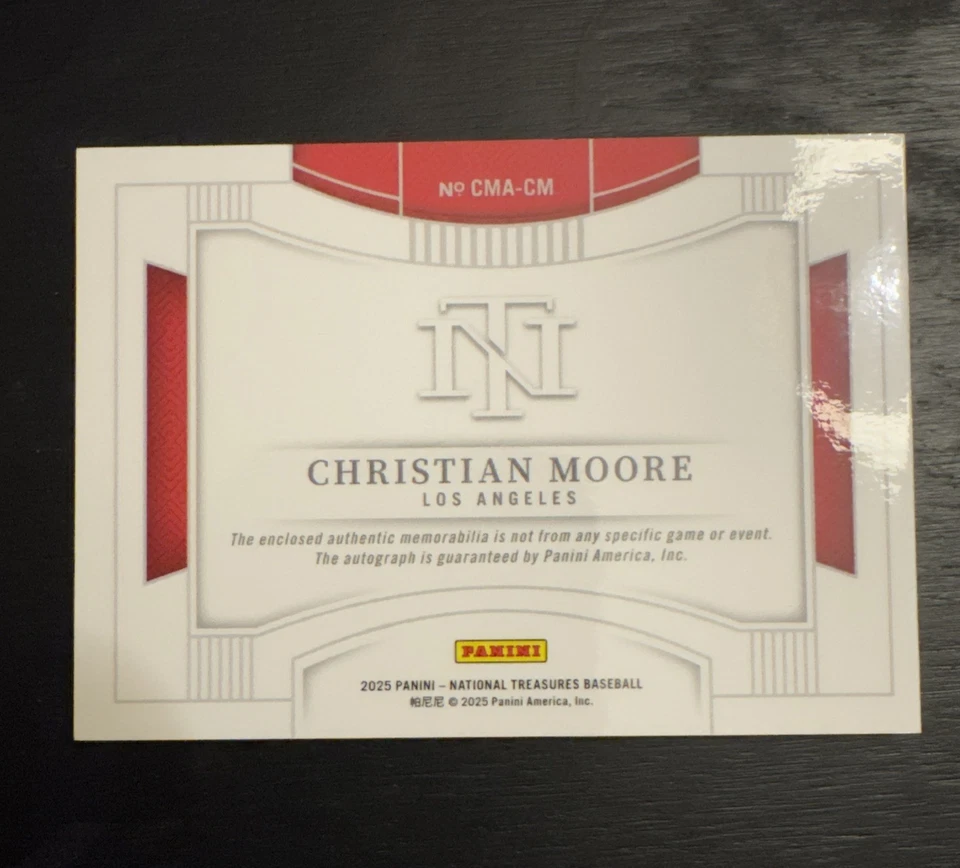 Nº CMA-CM
NT
CHRISTIAN MOORE
LOS ANGELES
The enclosed authentic memorabilia is not from any specific game or event.
The autograph is guaranteed by Panini America, Inc.
PANINI
2025 PANINI – NATIONAL TREASURES BASEBALL
帕尼尼 © 2025 Panini America, Inc.